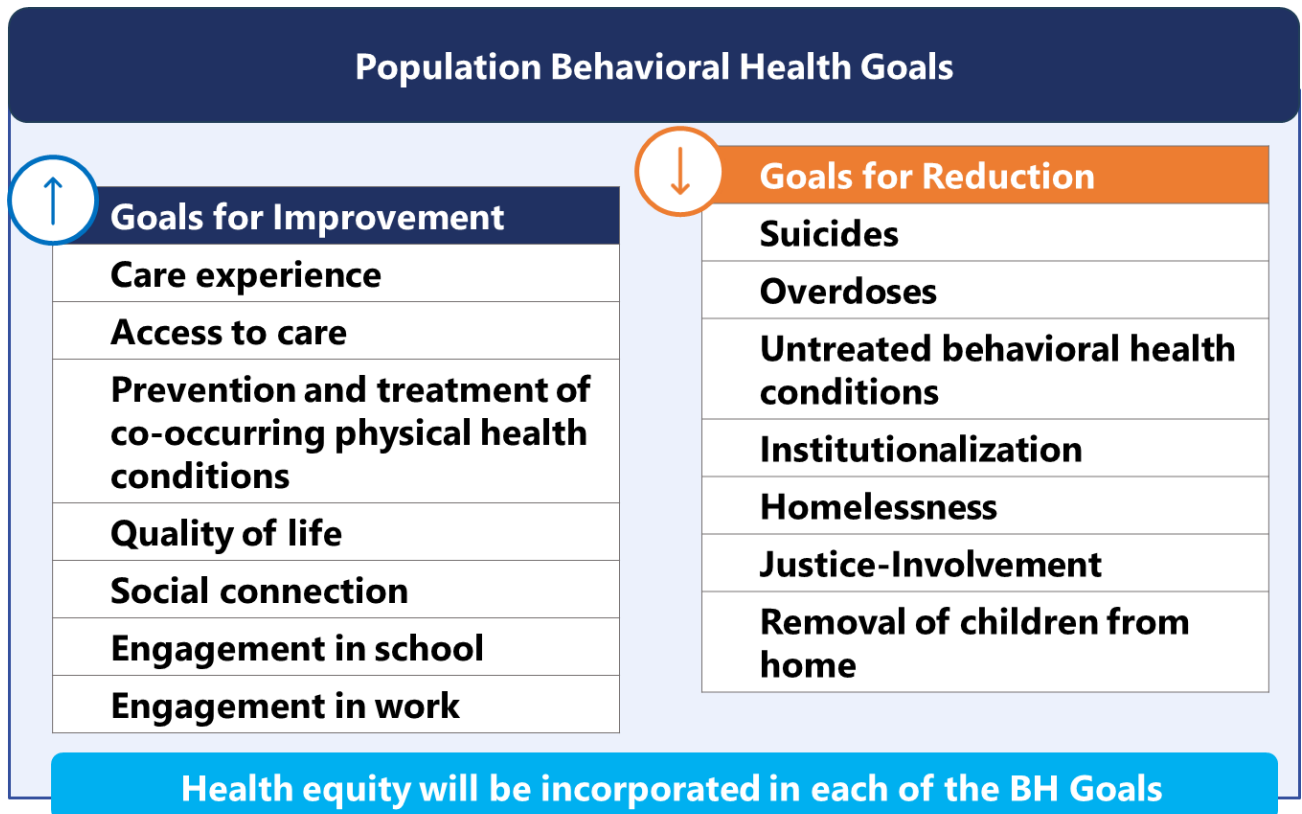 Population Behavioral Health Goals
Goals for Improvement
Care experience
Access to care
Prevention and treatment of
co-occurring physical health
conditions
Quality of life
Social connection
Engagement in school
Engagement in work
Goals for Reduction
Suicides
Overdoses
Untreated behavioral health
conditions
Institutionalization
Homelessness
Justice-Involvement
Removal of children from
home
Health equity will be incorporated in each of the BH Goals